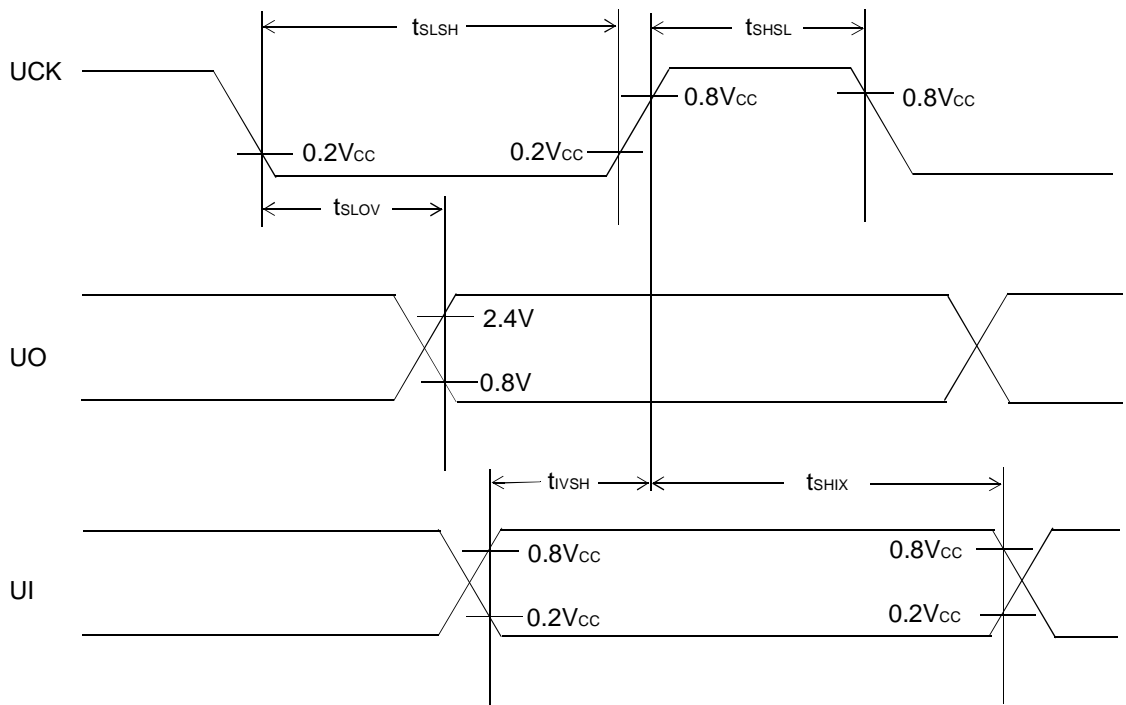 tSLSH
tSHSL
UCK
0.8VCC
0.8VCC
0.2VCC
0.2VCC
tSLOV
2.4V
UO
0.8V
tIVSH
tSHIX
0.8VCC
0.8VCC
UI
0.2VCC
0.2VCC